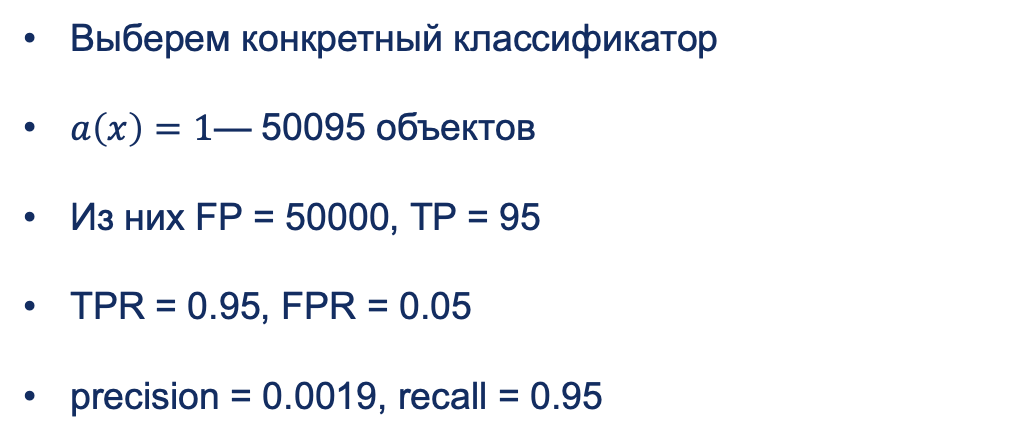 • Выберем конкретный классификатор
• a(x) = 1— 50095 объектов
• Из них FP = 50000, TP = 95
• TPR = 0.95, FPR = 0.05
• precision = 0.0019, recall = 0.95